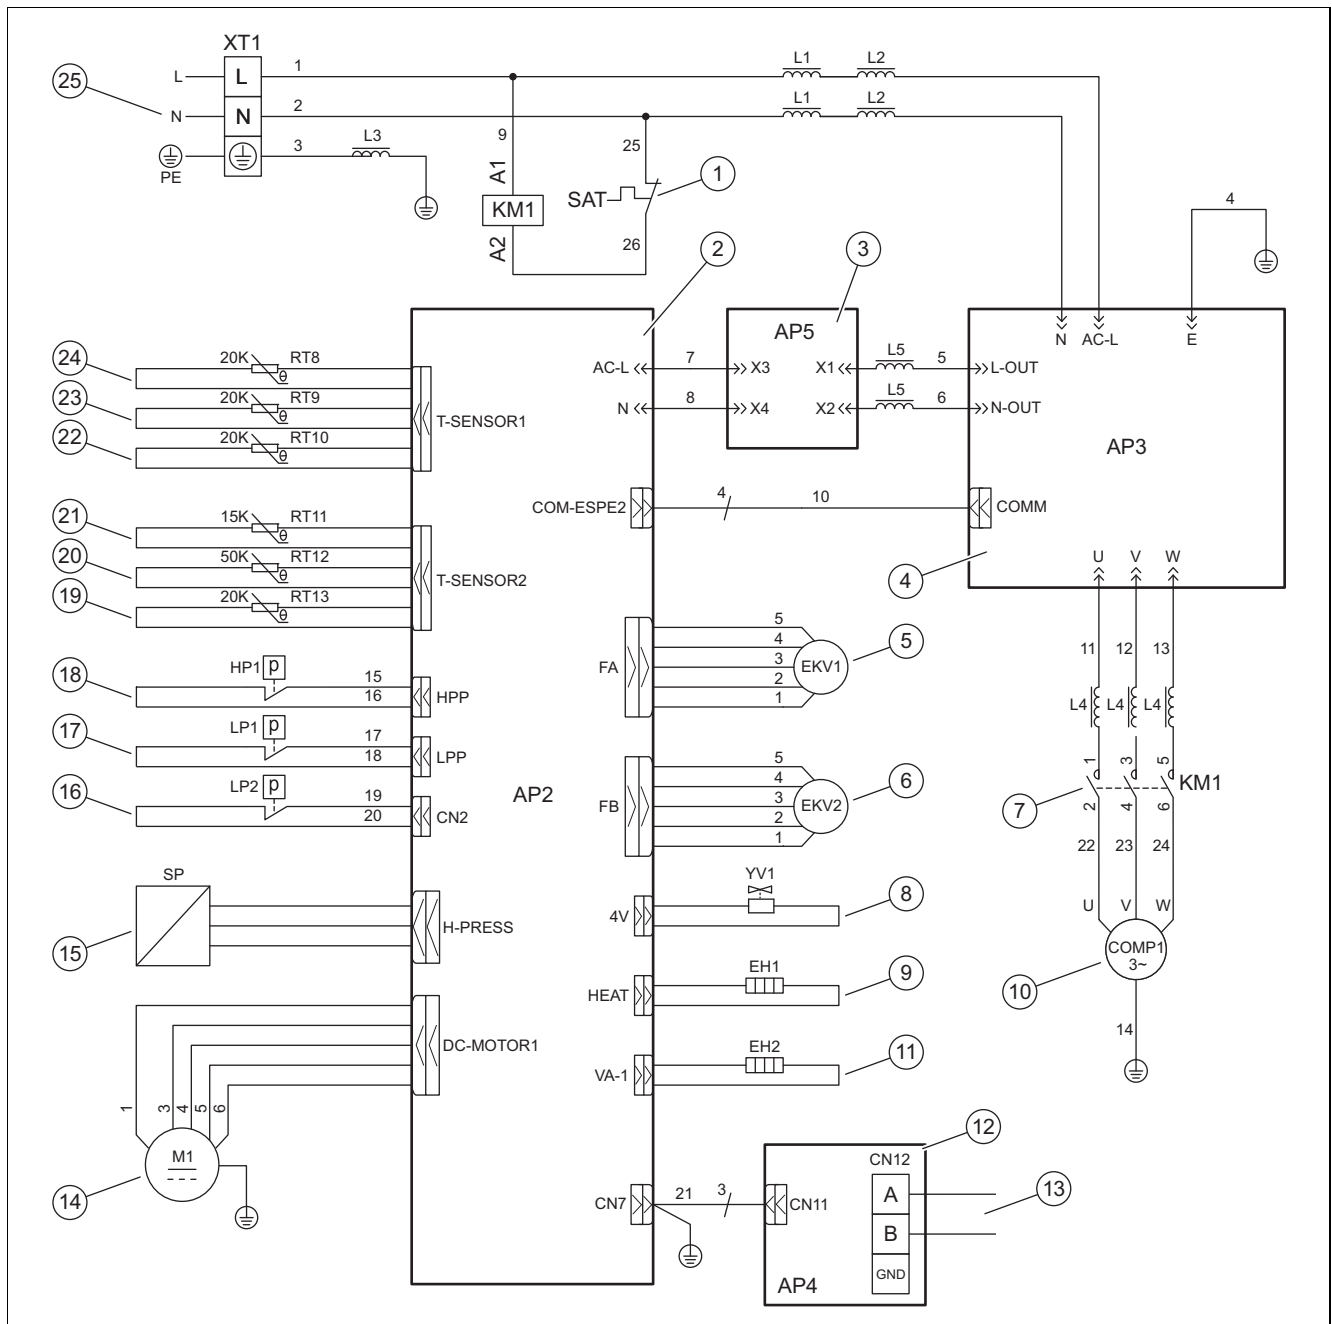 XT1
L1 L2
25 L L 1
L1 L2
N N 2
L3
3
PE
9 25 1
A1
SAT
KM1
4
A2 26
2 3
AP5
N AC-L E
24 20K RT8
AC-L 7 X3 X1 L5 5 L-OUT
23 20K RT9
N 8 X4 X2 L5 6 N-OUT
T-SENSOR1
22 20K RT10
AP3
COM-ESPE2 4 10 COMM
21 15K RT11
20 50K RT12
U V W
T-SENSOR2
4
19 20K RT13
FA 5 4 3 2 1 EKV1 5
11 12 13
18 HP1 p 15
16 HPP
L4 L4 L4
17 LP1 p 17
18 LPP
16 LP2 p 19
20 CN2
AP2
FB 5 4 3 2 1 EKV2 6
7 1 3 5 KM1
2 4 6
22 23 24
SP
15
H-PRESS
YV1
4V 8
U V W
COMP1
3~
10
EH1
HEAT 9
14
DC-MOTOR1
EH2
VA-1 11
1 3 4 5 6
M1
14
12
CN12
CN7 21 3 CN11
A
13
B
GND
AP4